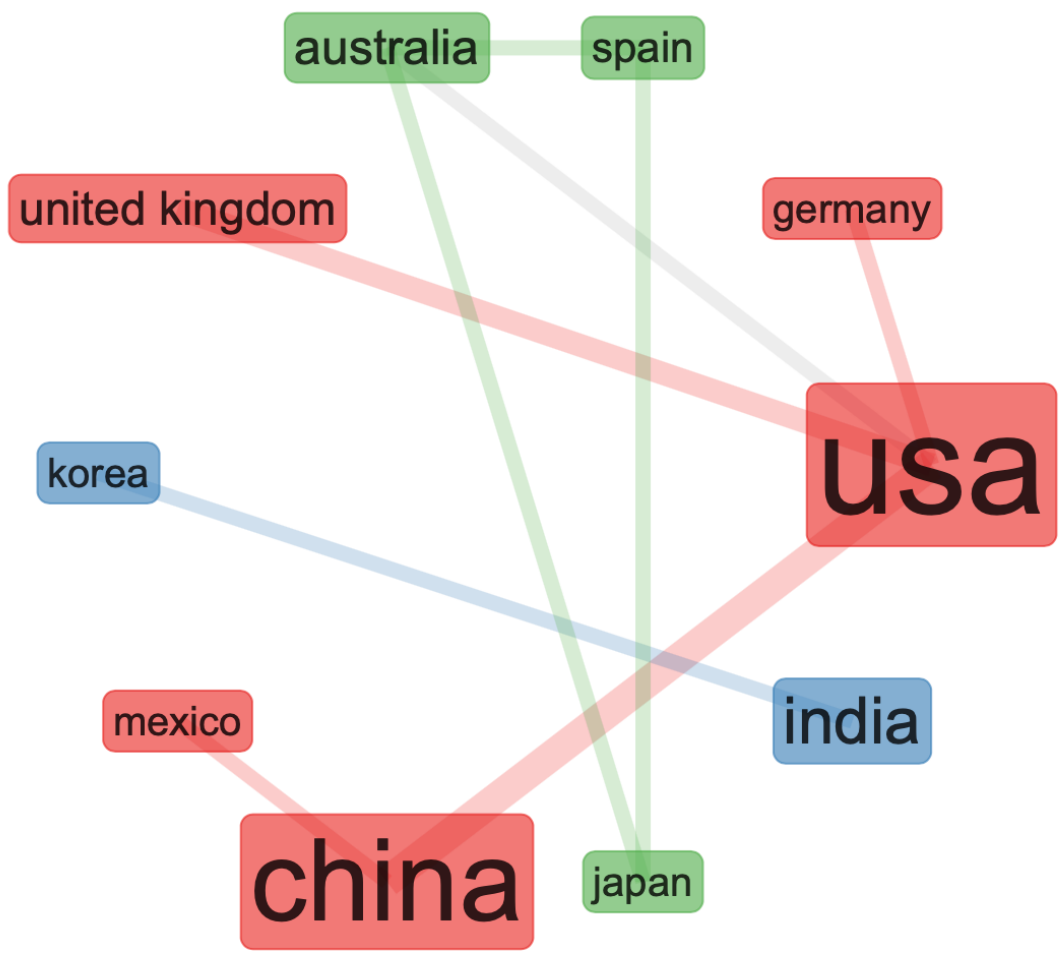 australia
spain
united kingdom
germany
usa
korea
mexico
india
china
japan